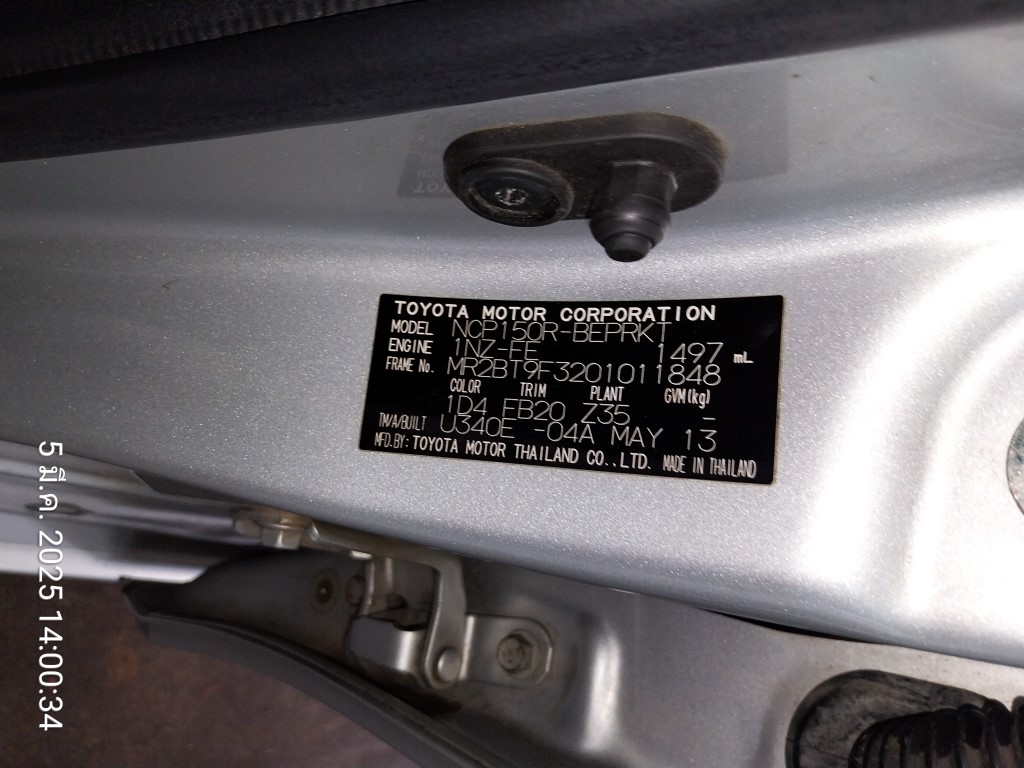 TOYOTA MOTOR CORPORATION
MODEL NCP150R-BEPRKT
ENGINE 1NZ-FE 1497 mL
FRAME No. MR2BT9F3201011848
COLOR TRIM PLANT GVM(kg)
1D4 FB20 Z35 -
TM/A/BUILT U340E -04A MAY 13
MFD.BY: TOYOTA MOTOR THAILAND CO.,LTD. MADE IN THAILAND
5 มี.ค. 2025 14:00:34